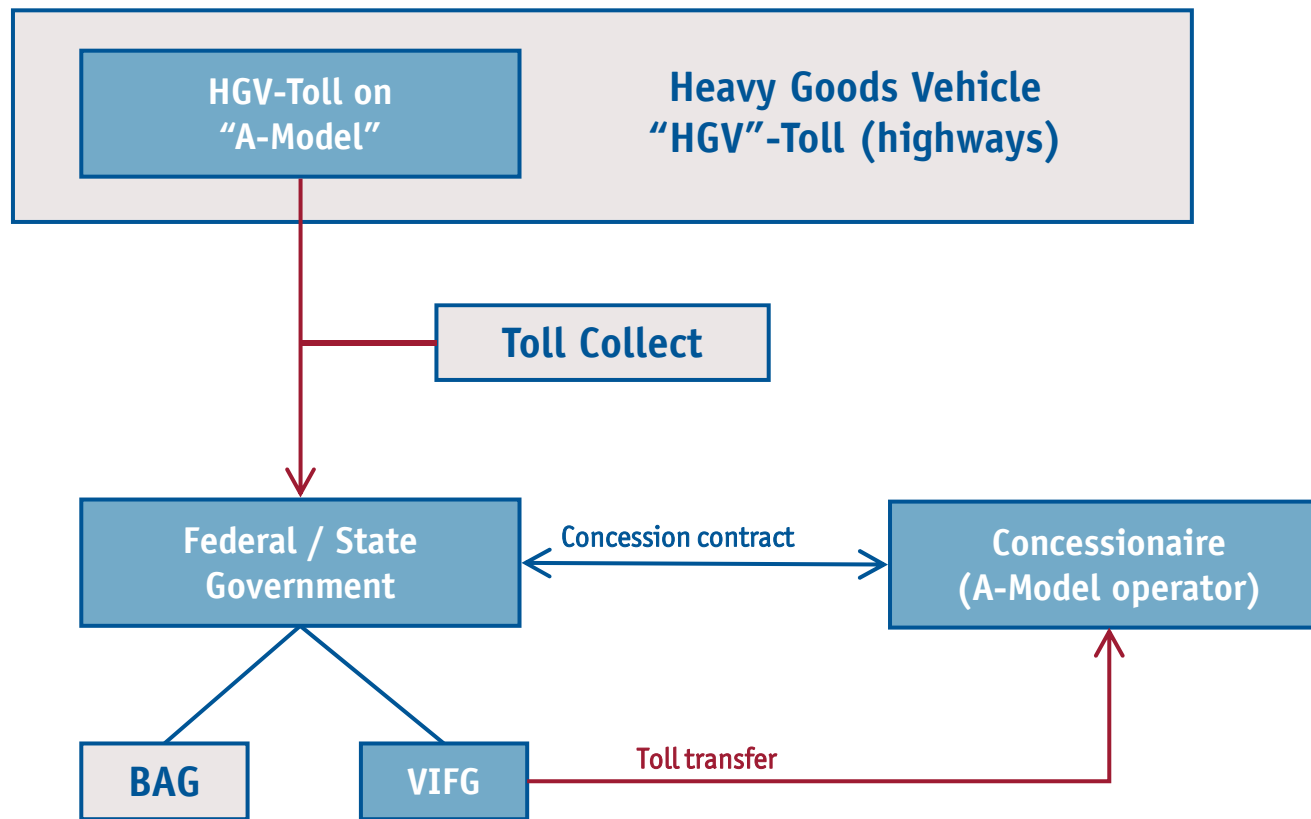 HGV-Toll on
“A-Model”
Heavy Goods Vehicle
“HGV”-Toll (highways)
Toll Collect
Federal / State
Government
Concession contract
Concessionaire
(A-Model operator)
BAG
VIFG
Toll transfer